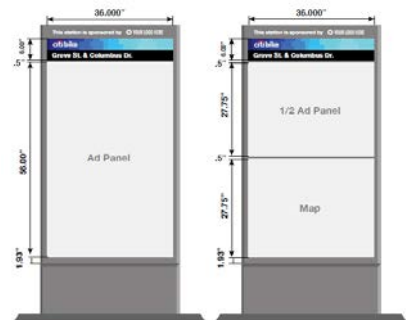 36.000"
This station is sponsored by
citibike
Grove St. & Columbus Dr.
6.00"
.5"
56.00"
1.93"
Ad Panel
36.000"
This station is sponsored by
citibike
Grove St. & Columbus Dr.
6.00"
.5"
27.75"
.5"
27.75"
1.93"
1/2 Ad Panel
Map